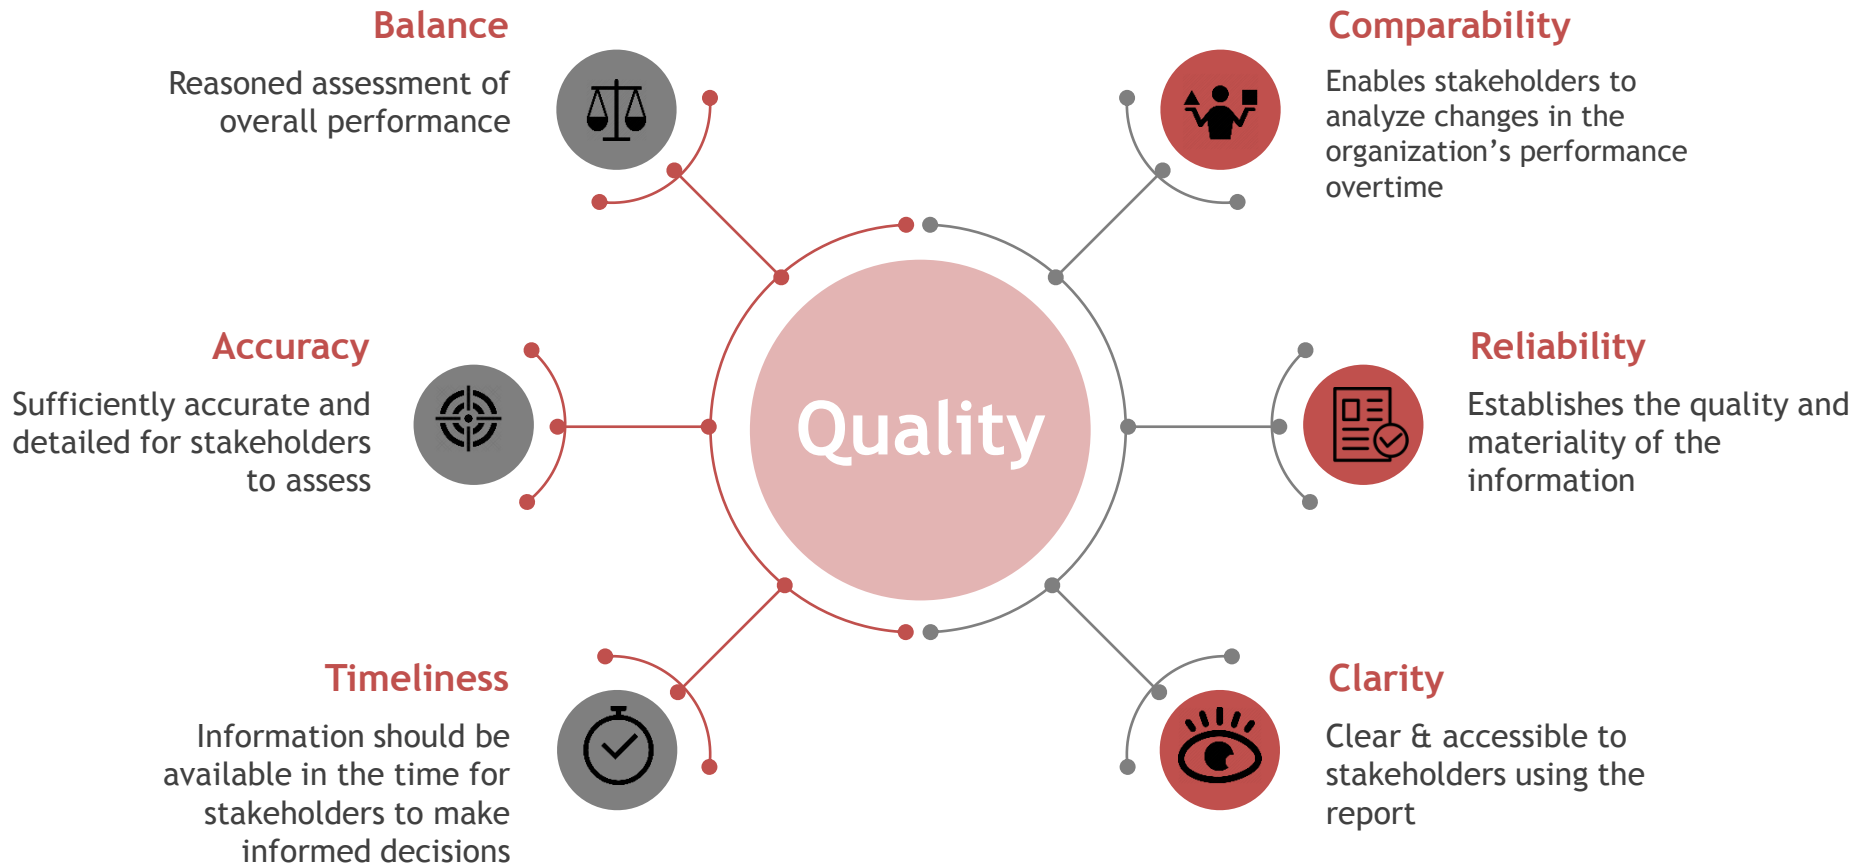 Balance
Reasoned assessment of
overall performance
Comparability
Enables stakeholders to
analyze changes in the
organization's performance
overtime
Accuracy
Sufficiently accurate and
detailed for stakeholders
to assess
Quality
Reliability
Establishes the quality and
materiality of the
information
Timeliness
Information should be
available in the time for
stakeholders to make
informed decisions
Clarity
Clear & accessible to
stakeholders using the
report